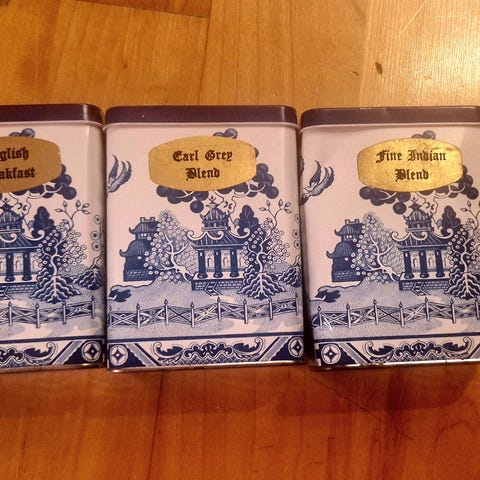 glish
akfast
Earl Grey
Blend
Fine Indian
Blend